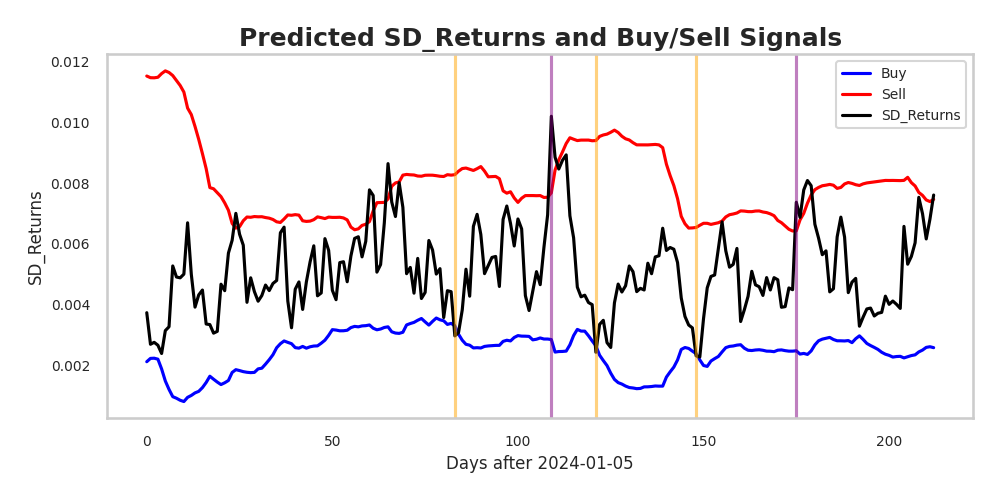 Predicted SD_Returns and Buy/Sell Signals
0.012
0.010
0.008
0.006
0.004
0.002
SD_Returns
Buy
Sell
SD_Returns
0
50
100
150
200
Days after 2024-01-05